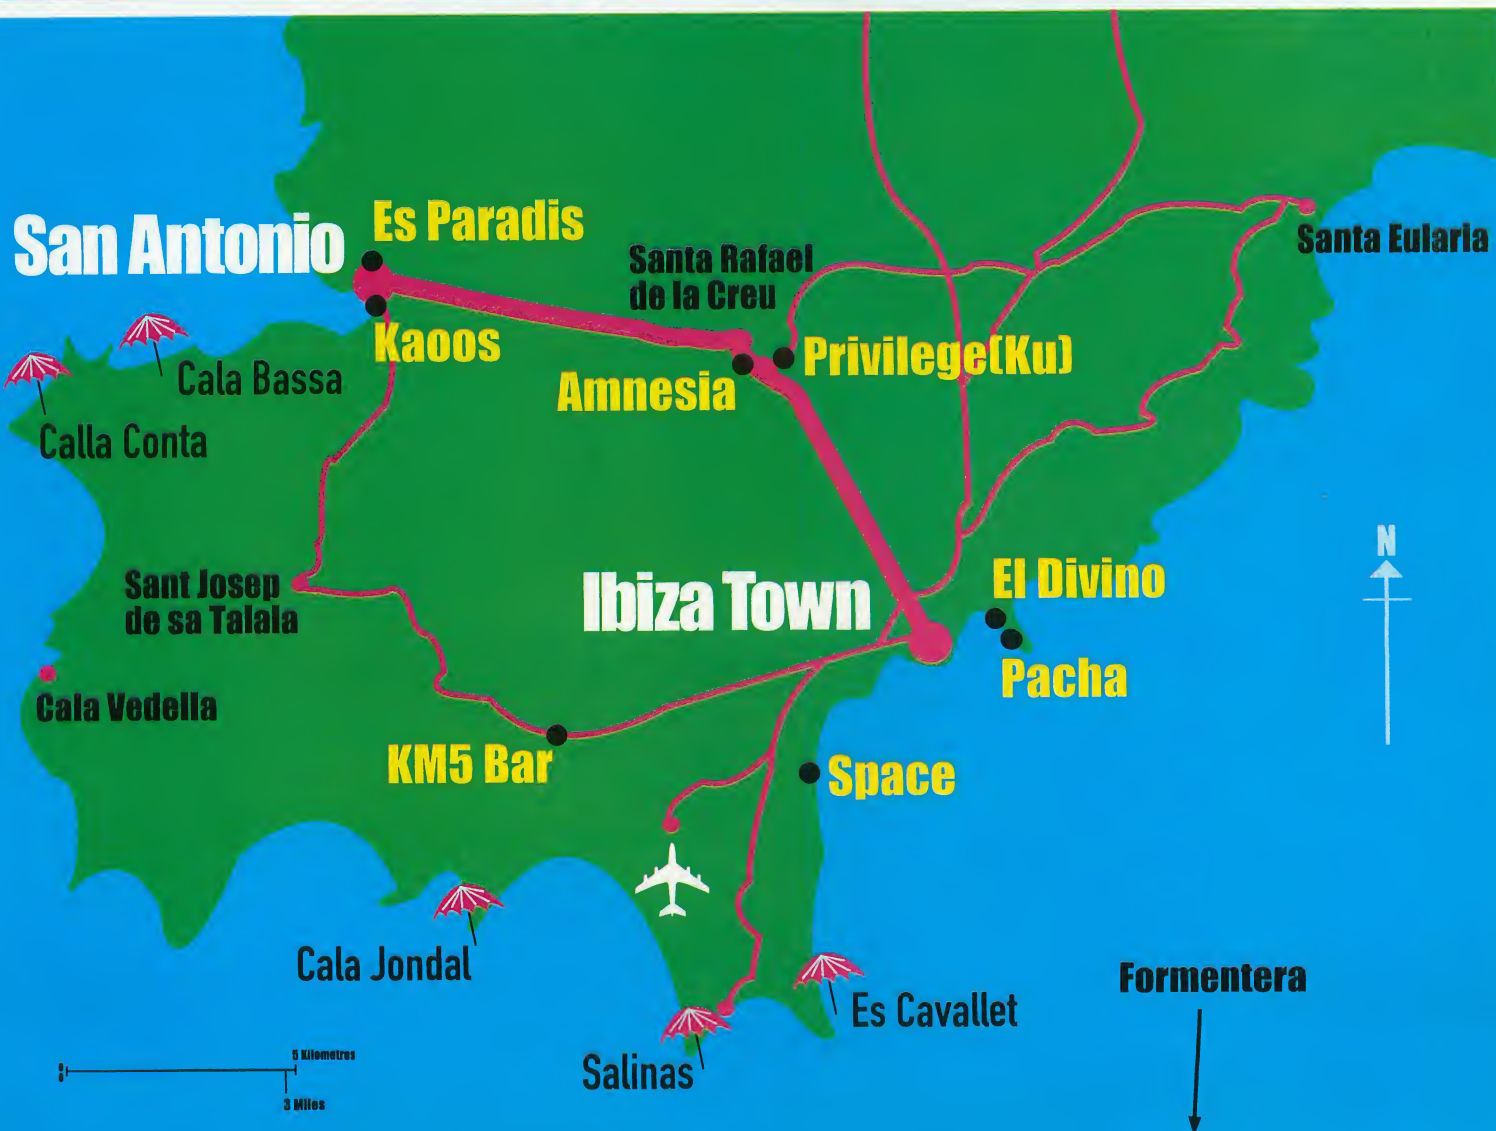 Es Paradis
San Antonio
Santa Eularia
Santa Rafael
de la Creu
Kaoos
Privilege(Ku)
Cala Bassa
Amnesia
Calla Conta
N
Sant Josep
de sa Talala
Ibiza Town
El Divino
Pacha
Cala Vedella
KM5 Bar
Space
Cala Jondal
Formentera
Es Cavallet
5 Kilometres
Salinas
3 Miles